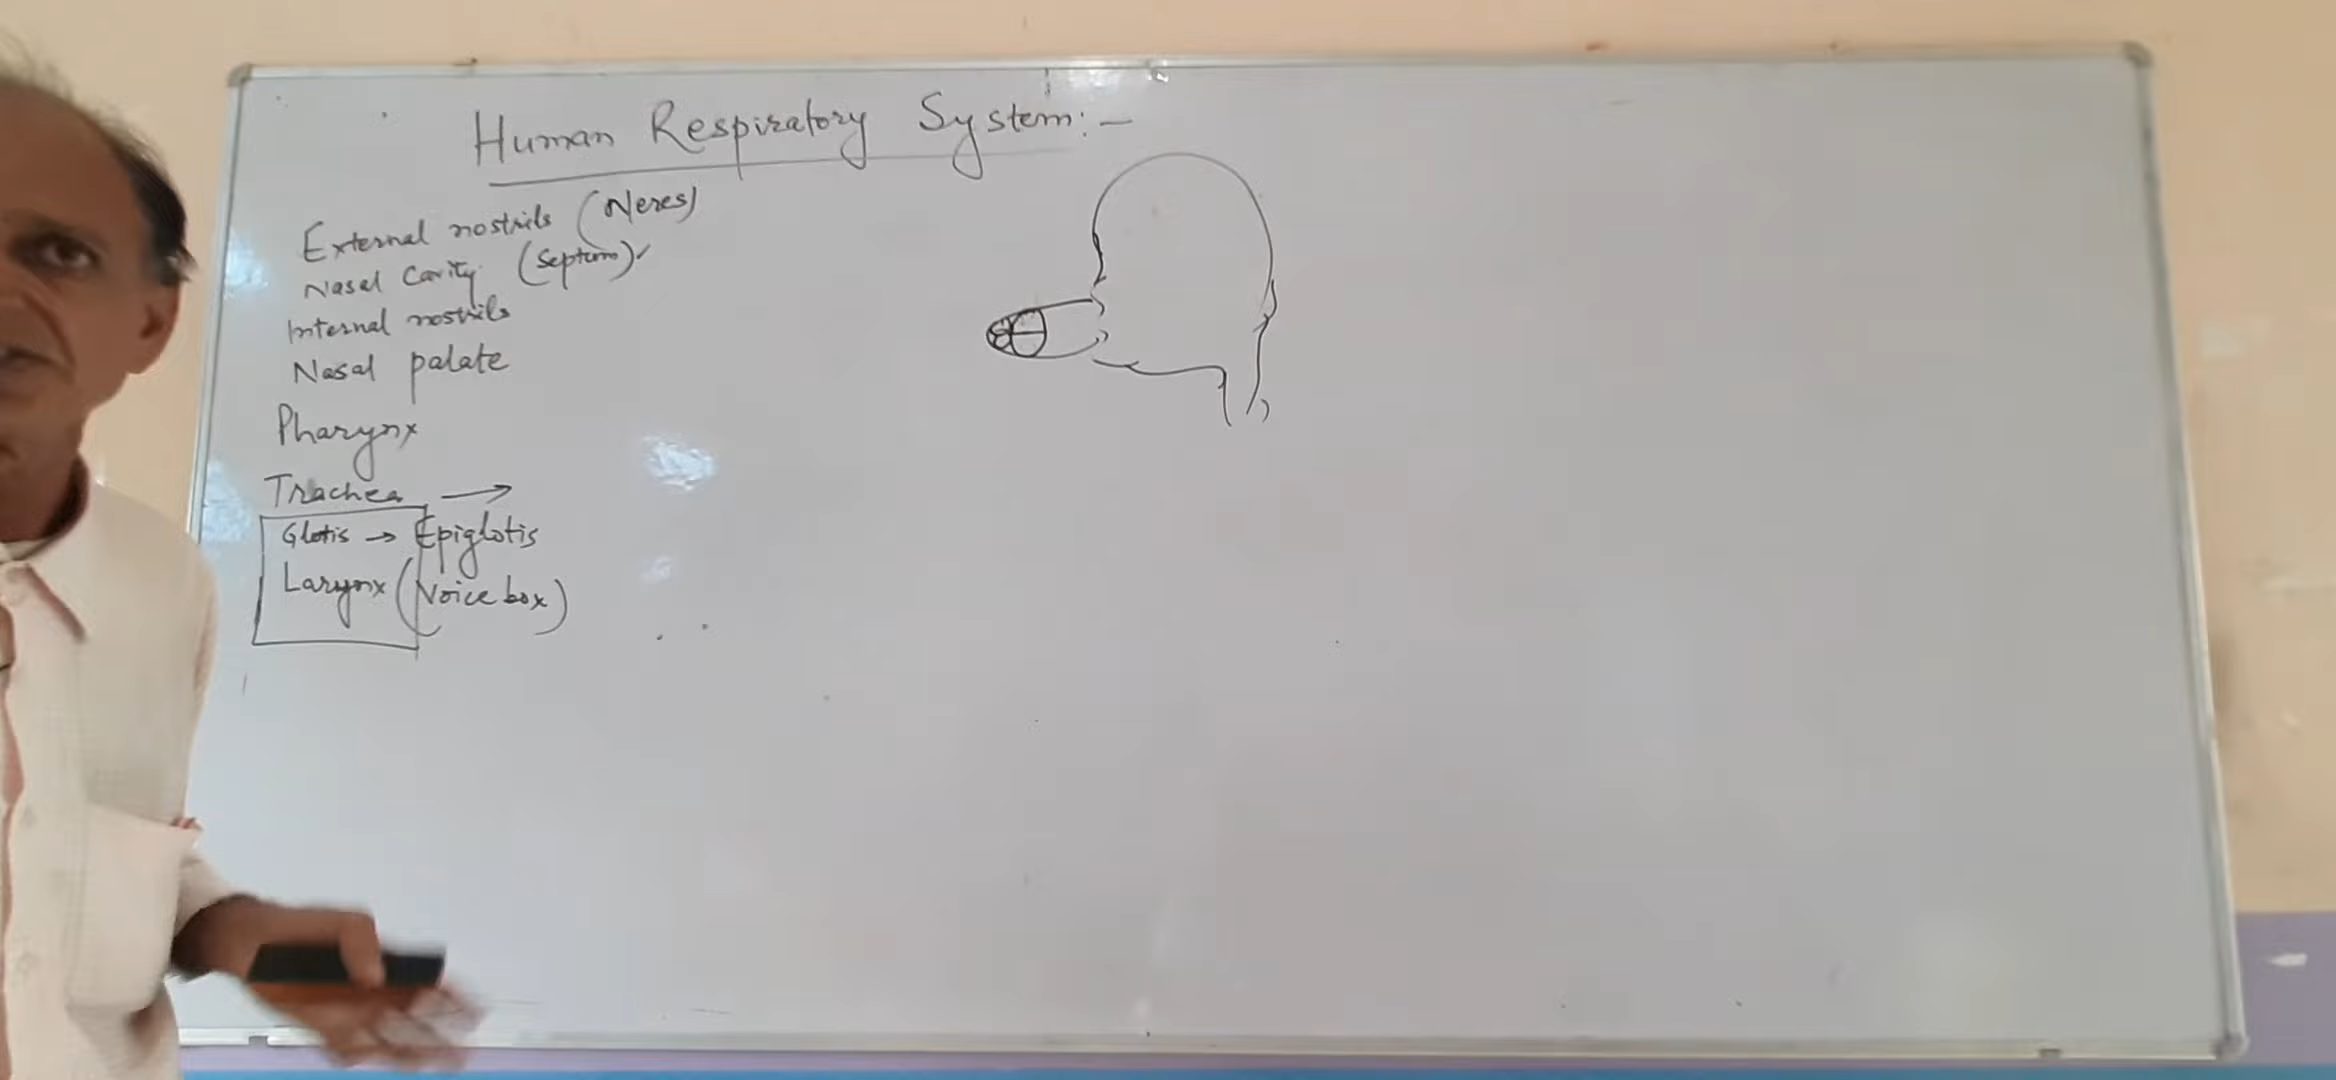 Human Respiratory System:-
External nostrils (Neres)
Nasal Cavity (Septum)✓
Internal nostrils
Nasal palate
Pharynx
Trachea →
Glotis → Epiglotis
Larynx (Voice box)